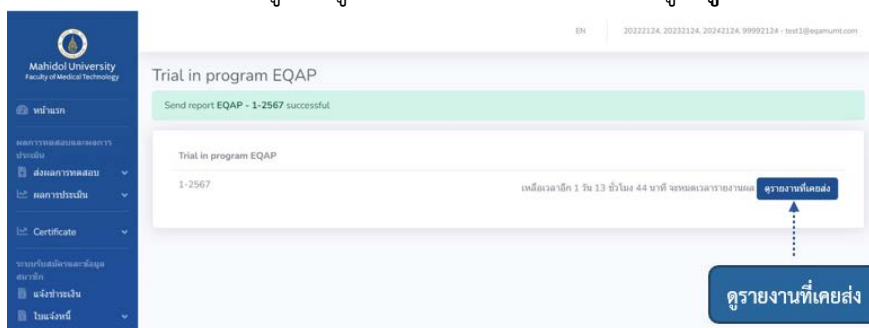 EN
20222124, 20232124, 20242124, 99992124 - test1@eqamumt.com
Mahidol University
Faculty of Medical Technology
Trial in program EQAP
Send report EQAP - 1-2567 successful
หน้าแรก
ผลการทดสอบและผลการ
ประเมิน
ส่งผลการทดสอบ
ผลการประเมิน
Certificate
ระบบรับสมัครและข้อมูล
สมาชิก
แจ้งชำระเงิน
ใบแจ้งหนี้
Trial in program EQAP
1-2567
เหลือเวลาอีก 1 วัน 13 ชั่วโมง 44 นาที จะหมดเวลารายงานผล
ดูรายงานที่เคยส่ง
ดูรายงานที่เคยส่ง